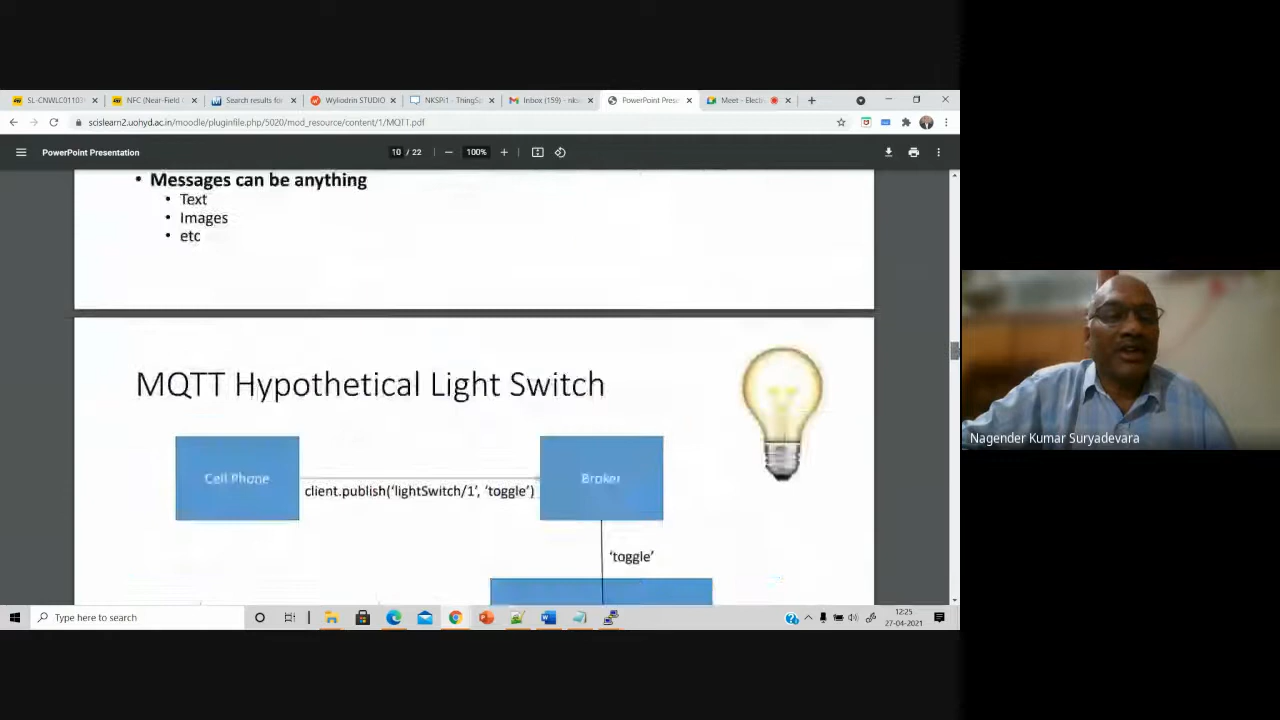 SL-CNWLC01103
NFC (Near-Field
Search results for
Wyliodrin STUDIO
NKSPi1 - ThingSp
Inbox (159) - nks
PowerPoint Prese
Meet - Electr
scislearn2.uohyd.ac.in/moodle/pluginfile.php/5020/mod_resource/content/1/MQTT.pdf
PowerPoint Presentation
10 / 22
100%
• Messages can be anything
• Text
• Images
• etc
MQTT Hypothetical Light Switch
Cell Phone
client.publish('lightSwitch/1', 'toggle')
Broker
'toggle'
Nagender Kumar Suryadevara
Type here to search
12:25
27-04-2021